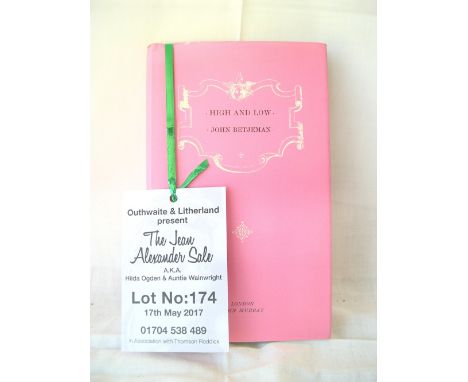 · HIGH AND LOW ·
· JOHN BETJEMAN ·
Outhwaite & Litherland
present
The Jean
Alexander Sale
A.K.A.
Hilda Ogden & Auntie Wainwright
Lot No:174
17th May 2017
01704 538 489
In Association with Thomson Roddick
LONDON
MURRAY